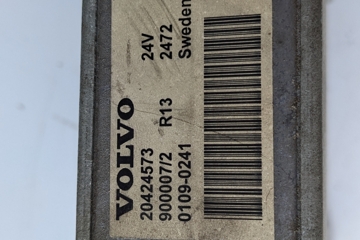 VOLVO
20424573 24V
900007/2 R13 2472
0109-0241 Sweden